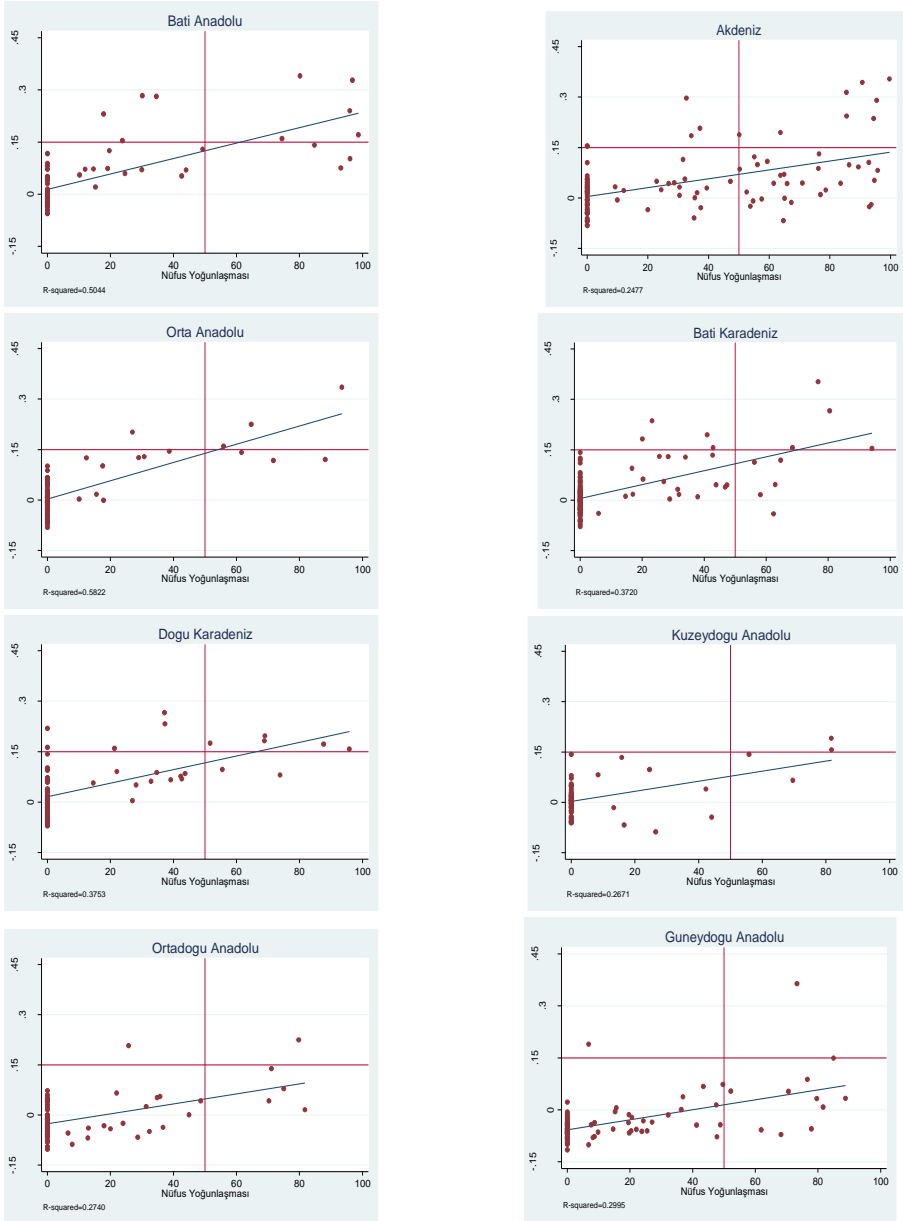 Bati Anadolu
.45
.3
.15
0
-.15
0 20 40 60 80 100
Nüfus Yoğunlaşması
R-squared=0.5044
Akdeniz
.45
.3
.15
0
-.15
0 20 40 60 80 100
Nüfus Yoğunlaşması
R-squared=0.2477
Orta Anadolu
.45
.3
.15
0
-.15
0 20 40 60 80 100
Nüfus Yoğunlaşması
R-squared=0.5822
Bati Karadeniz
.45
.3
.15
0
-.15
0 20 40 60 80 100
Nüfus Yoğunlaşması
R-squared=0.3720
Dogu Karadeniz
.45
.3
.15
0
-.15
0 20 40 60 80 100
Nüfus Yoğunlaşması
R-squared=0.3753
Kuzeydogu Anadolu
.45
.3
.15
0
-.15
0 20 40 60 80 100
Nüfus Yoğunlaşması
R-squared=0.2671
Ortadogu Anadolu
.45
.3
.15
0
-.15
0 20 40 60 80 100
Nüfus Yoğunlaşması
R-squared=0.2740
Guneydogu Anadolu
.45
.3
.15
0
-.15
0 20 40 60 80 100
Nüfus Yoğunlaşması
R-squared=0.2995